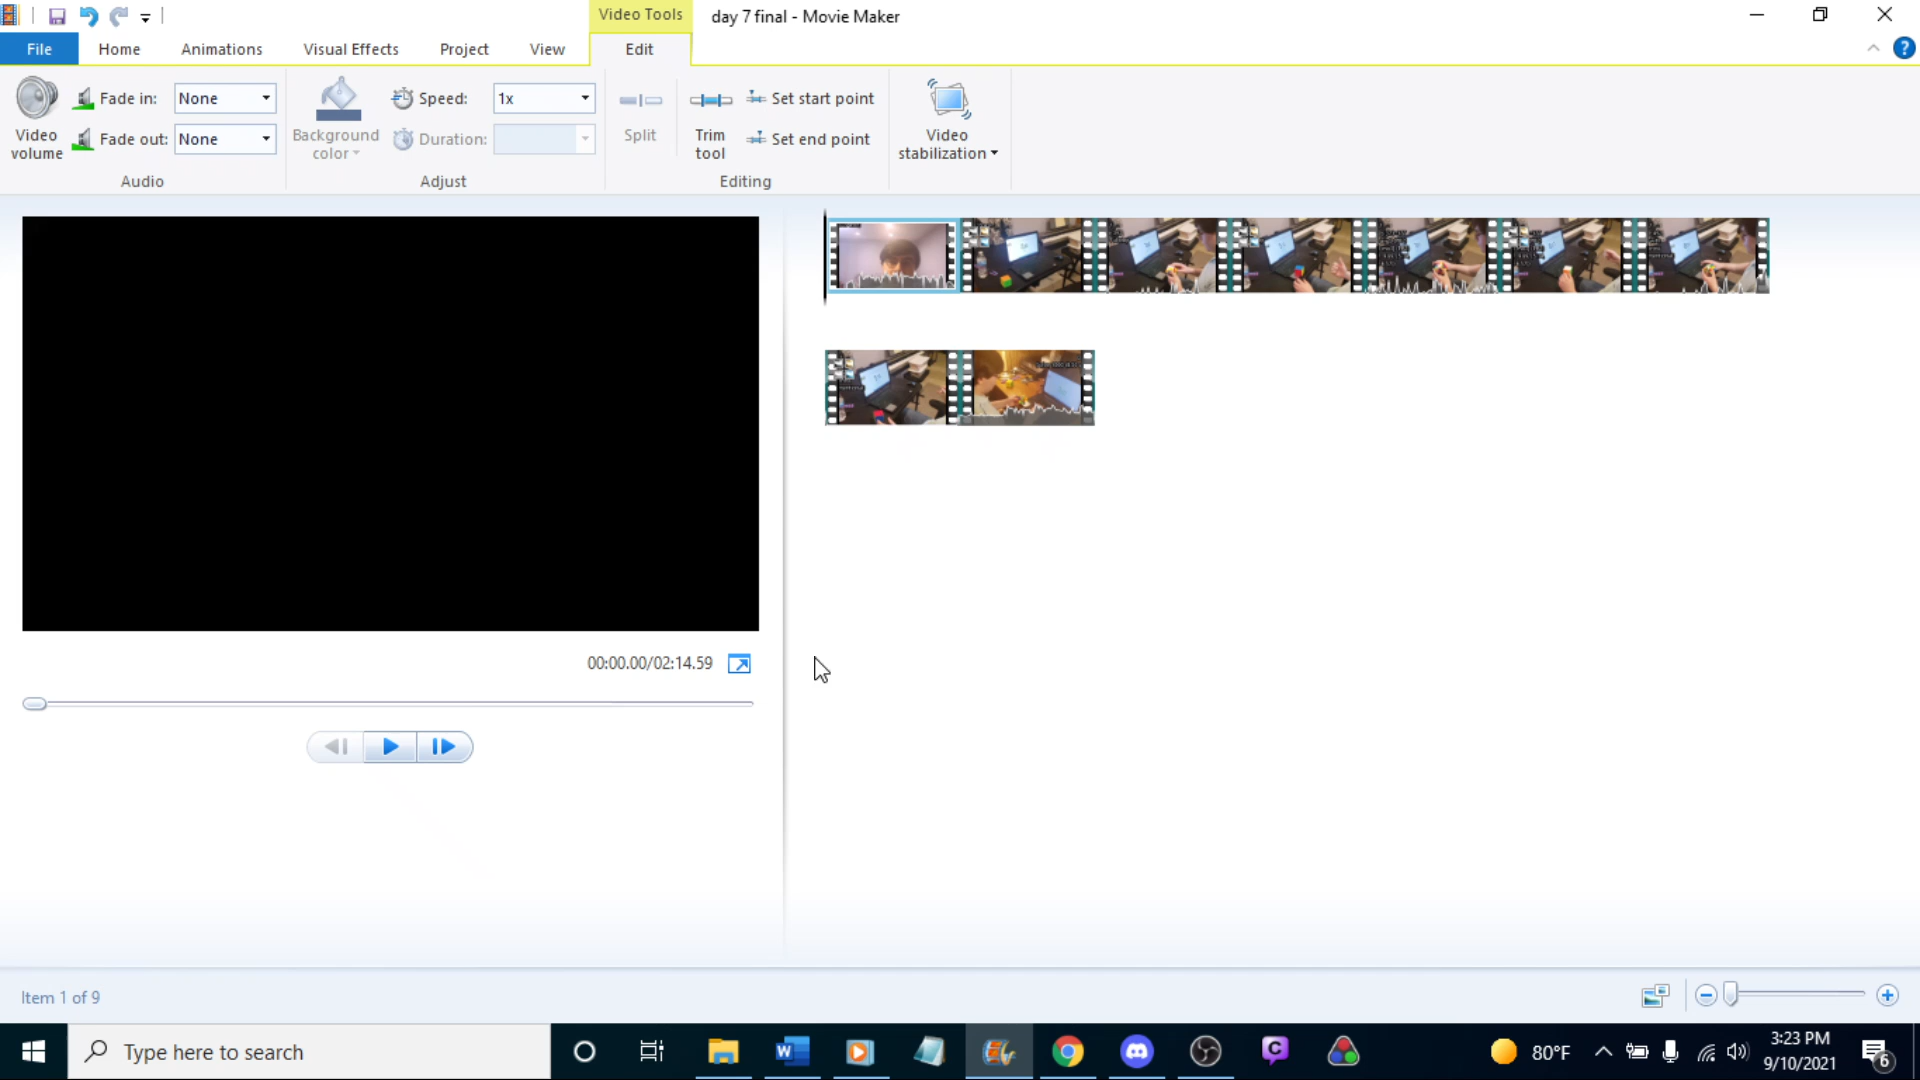 Video Tools
day 7 final - Movie Maker
File Home Animations Visual Effects Project View Edit
Video volume
Fade in: None
Fade out: None
Audio
Background color
Speed: 1x
Duration:
Adjust
Split
Trim tool
Set start point
Set end point
Editing
Video stabilization
00:00.00/02:14.59
Item 1 of 9
Type here to search
80°F
3:23 PM
9/10/2021
6